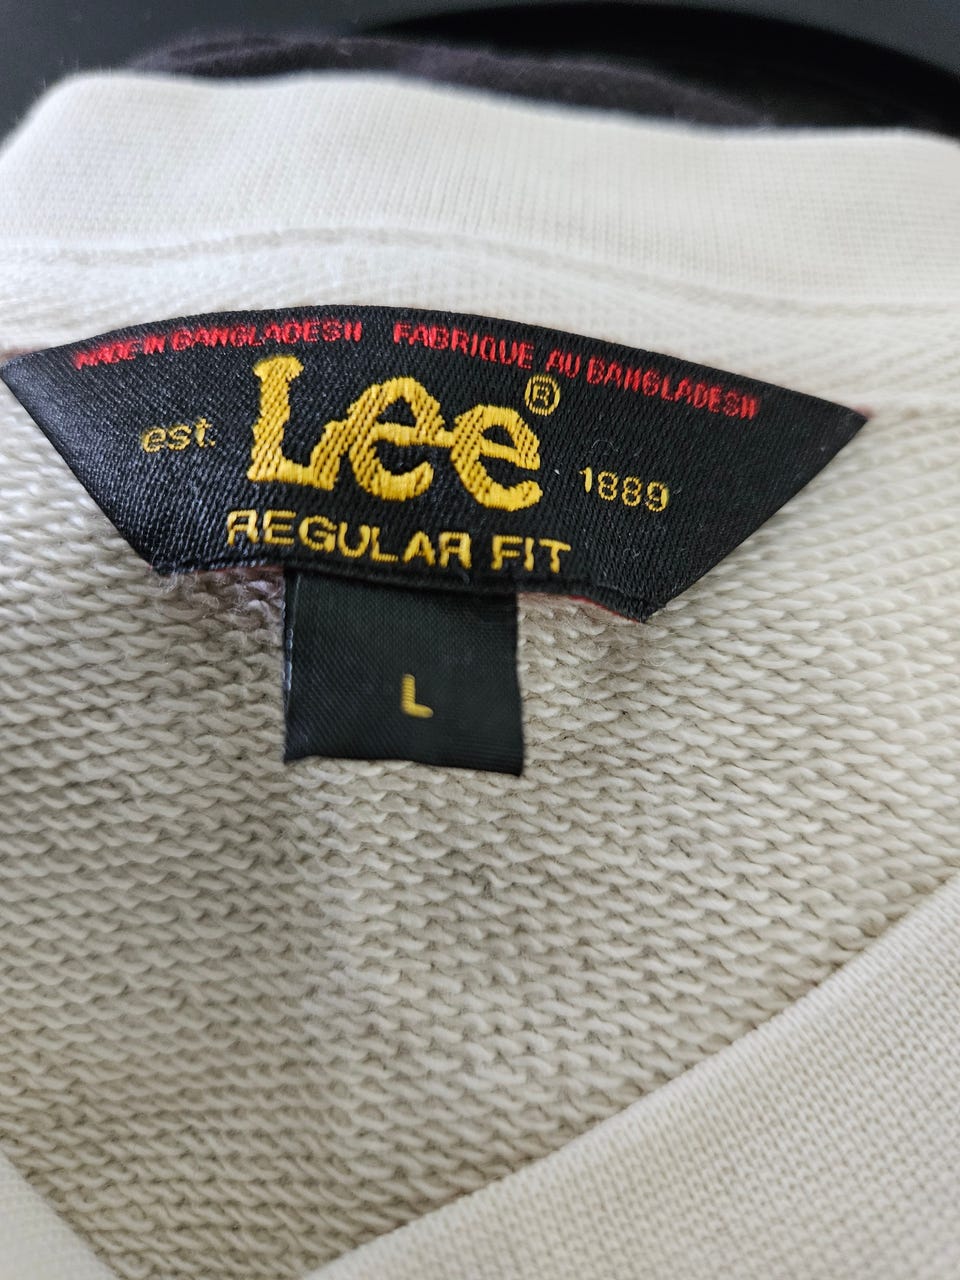 MADE IN BANGLADESH FABRIQUE AU BANGLADESH
est. Lee® 1889
REGULAR FIT
L